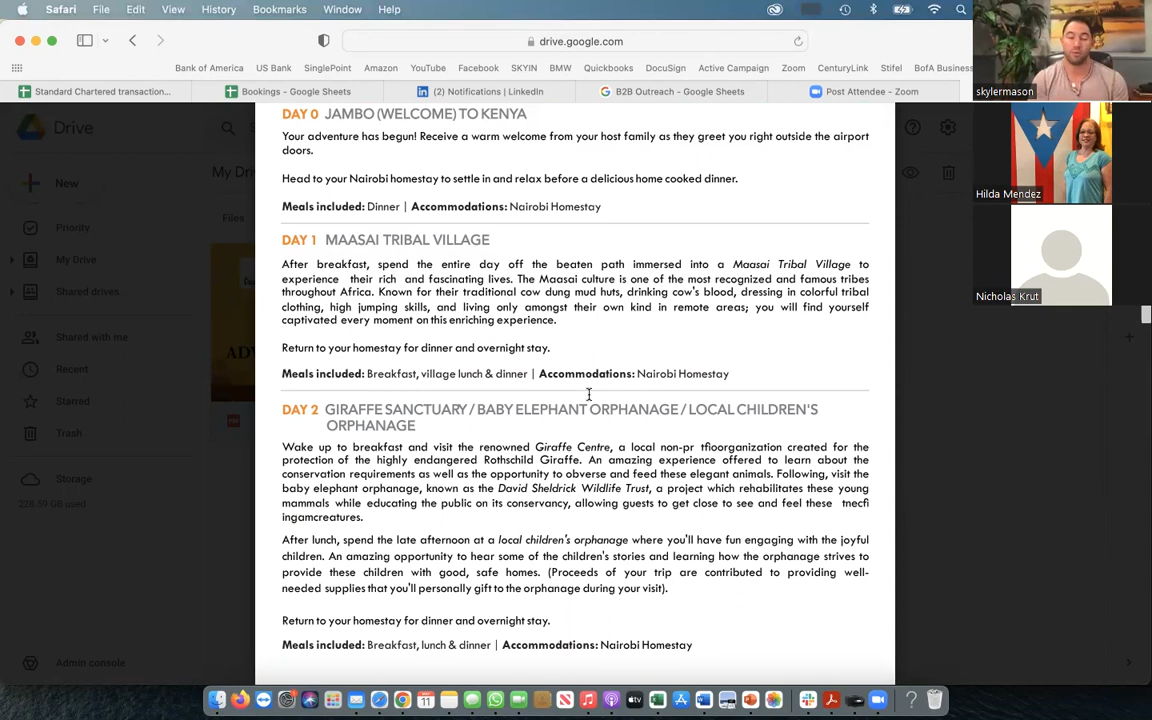 Safari File Edit View History Bookmarks Window Help
drive.google.com
Bank of America US Bank SinglePoint Amazon YouTube Facebook SKYIN BMW Quickbooks DocuSign Active Campaign Zoom CenturyLink Stifel BofA Business
Standard Chartered transaction... Bookings - Google Sheets (2) Notifications | LinkedIn B2B Outreach - Google Sheets Post Attendee - Zoom
skylermason
Hilda Mendez
Nicholas Krut
Drive
New
My Dri
Priority
Files
My Drive
Shared drives
Shared with me
Recent
Starred
Trash
Storage
228.59 GB used
Admin console
DAY 0 JAMBO (WELCOME) TO KENYA
Your adventure has begun! Receive a warm welcome from your host family as they greet you right outside the airport
doors.
Head to your Nairobi homestay to settle in and relax before a delicious home cooked dinner.
Meals included: Dinner | Accommodations: Nairobi Homestay
DAY 1 MAASAI TRIBAL VILLAGE
After breakfast, spend the entire day off the beaten path immersed into a Maasai Tribal Village to
experience their rich and fascinating lives. The Maasai culture is one of the most recognized and famous tribes
throughout Africa. Known for their traditional cow dung mud huts, drinking cow's blood, dressing in colorful tribal
clothing, high jumping skills, and living only amongst their own kind in remote areas; you will find yourself
captivated every moment on this enriching experience.
Return to your homestay for dinner and overnight stay.
Meals included: Breakfast, village lunch & dinner | Accommodations: Nairobi Homestay
DAY 2 GIRAFFE SANCTUARY / BABY ELEPHANT ORPHANAGE / LOCAL CHILDREN'S
ORPHANAGE
Wake up to breakfast and visit the renowned Giraffe Centre, a local non-pr tfioorganization created for the
protection of the highly endangered Rothschild Giraffe. An amazing experience offered to learn about the
conservation requirements as well as the opportunity to obverse and feed these elegant animals. Following, visit the
baby elephant orphanage, known as the David Sheldrick Wildlife Trust, a project which rehabilitates these young
mammals while educating the public on its conservancy, allowing guests to get close to see and feel these tnecfi
ingamcreatures.
After lunch, spend the late afternoon at a local children's orphanage where you'll have fun engaging with the joyful
children. An amazing opportunity to hear some of the children's stories and learning how the orphanage strives to
provide these children with good, safe homes. (Proceeds of your trip are contributed to providing well-
needed supplies that you'll personally gift to the orphanage during your visit).
Return to your homestay for dinner and overnight stay.
Meals included: Breakfast, lunch & dinner | Accommodations: Nairobi Homestay